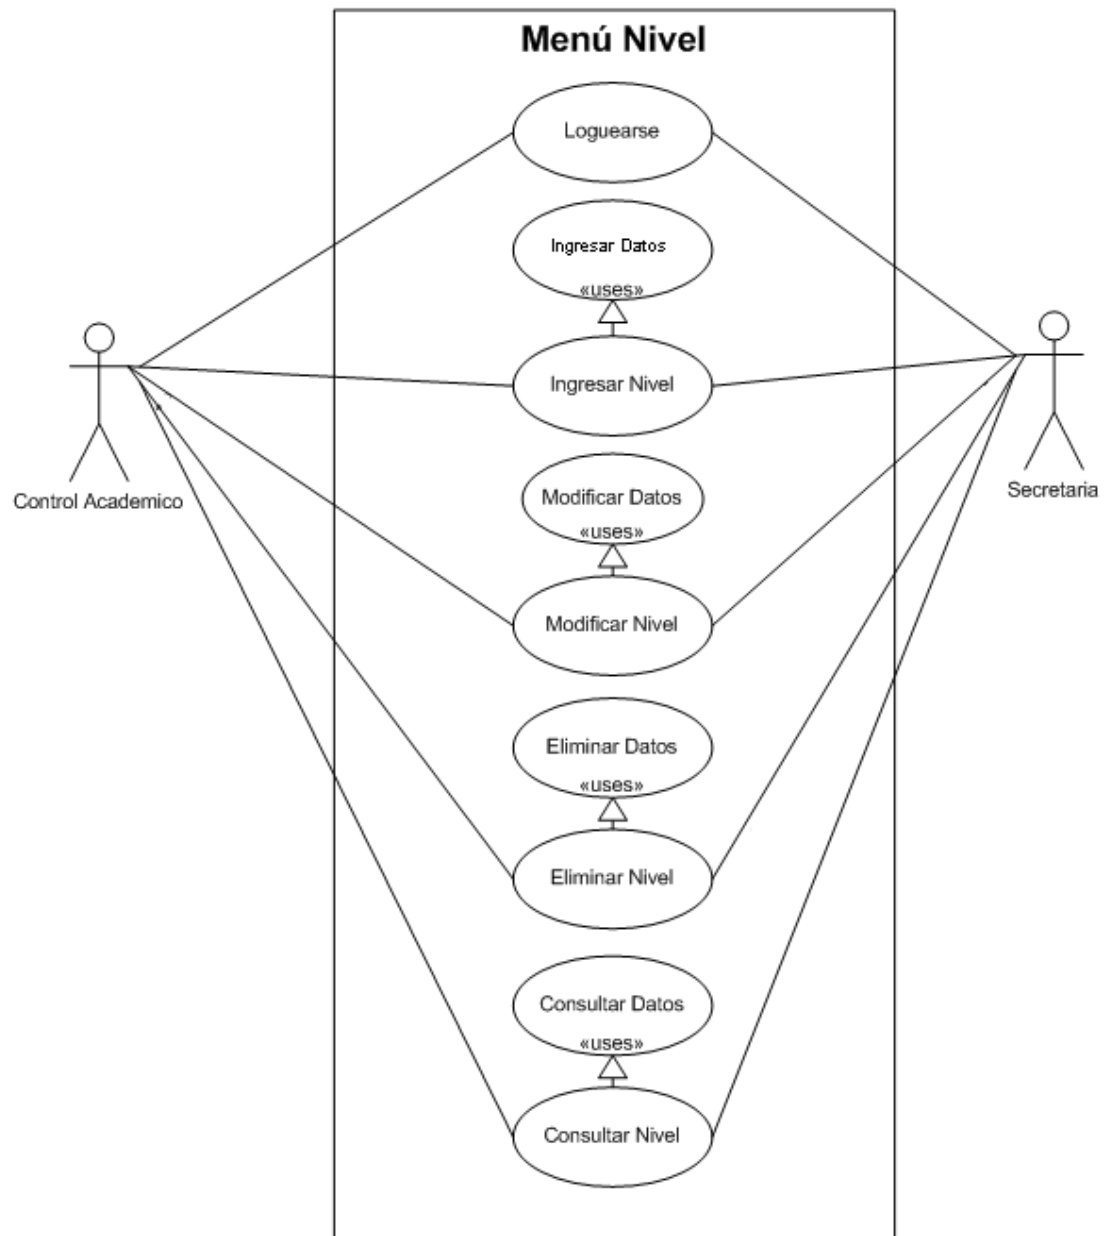 Menú Nivel
Loguearse
Ingresar Datos
«uses»
Ingresar Nivel
Control Academico
Secretaria
Modificar Datos
«uses»
Modificar Nivel
Eliminar Datos
«uses»
Eliminar Nivel
Consultar Datos
«uses»
Consultar Nivel